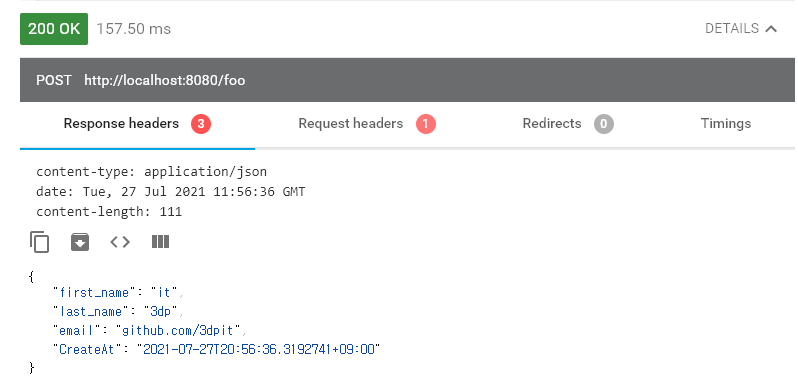 200 OK 157.50 ms DETAILS
POST http://localhost:8080/foo
Response headers 3 Request headers 1 Redirects 0 Timings
content-type: application/json
date: Tue, 27 Jul 2021 11:56:36 GMT
content-length: 111
{
"first_name": "it",
"last_name": "3dp",
"email": "github.com/3dpit",
"CreateAt": "2021-07-27T20:56:36.3192741+09:00"
}